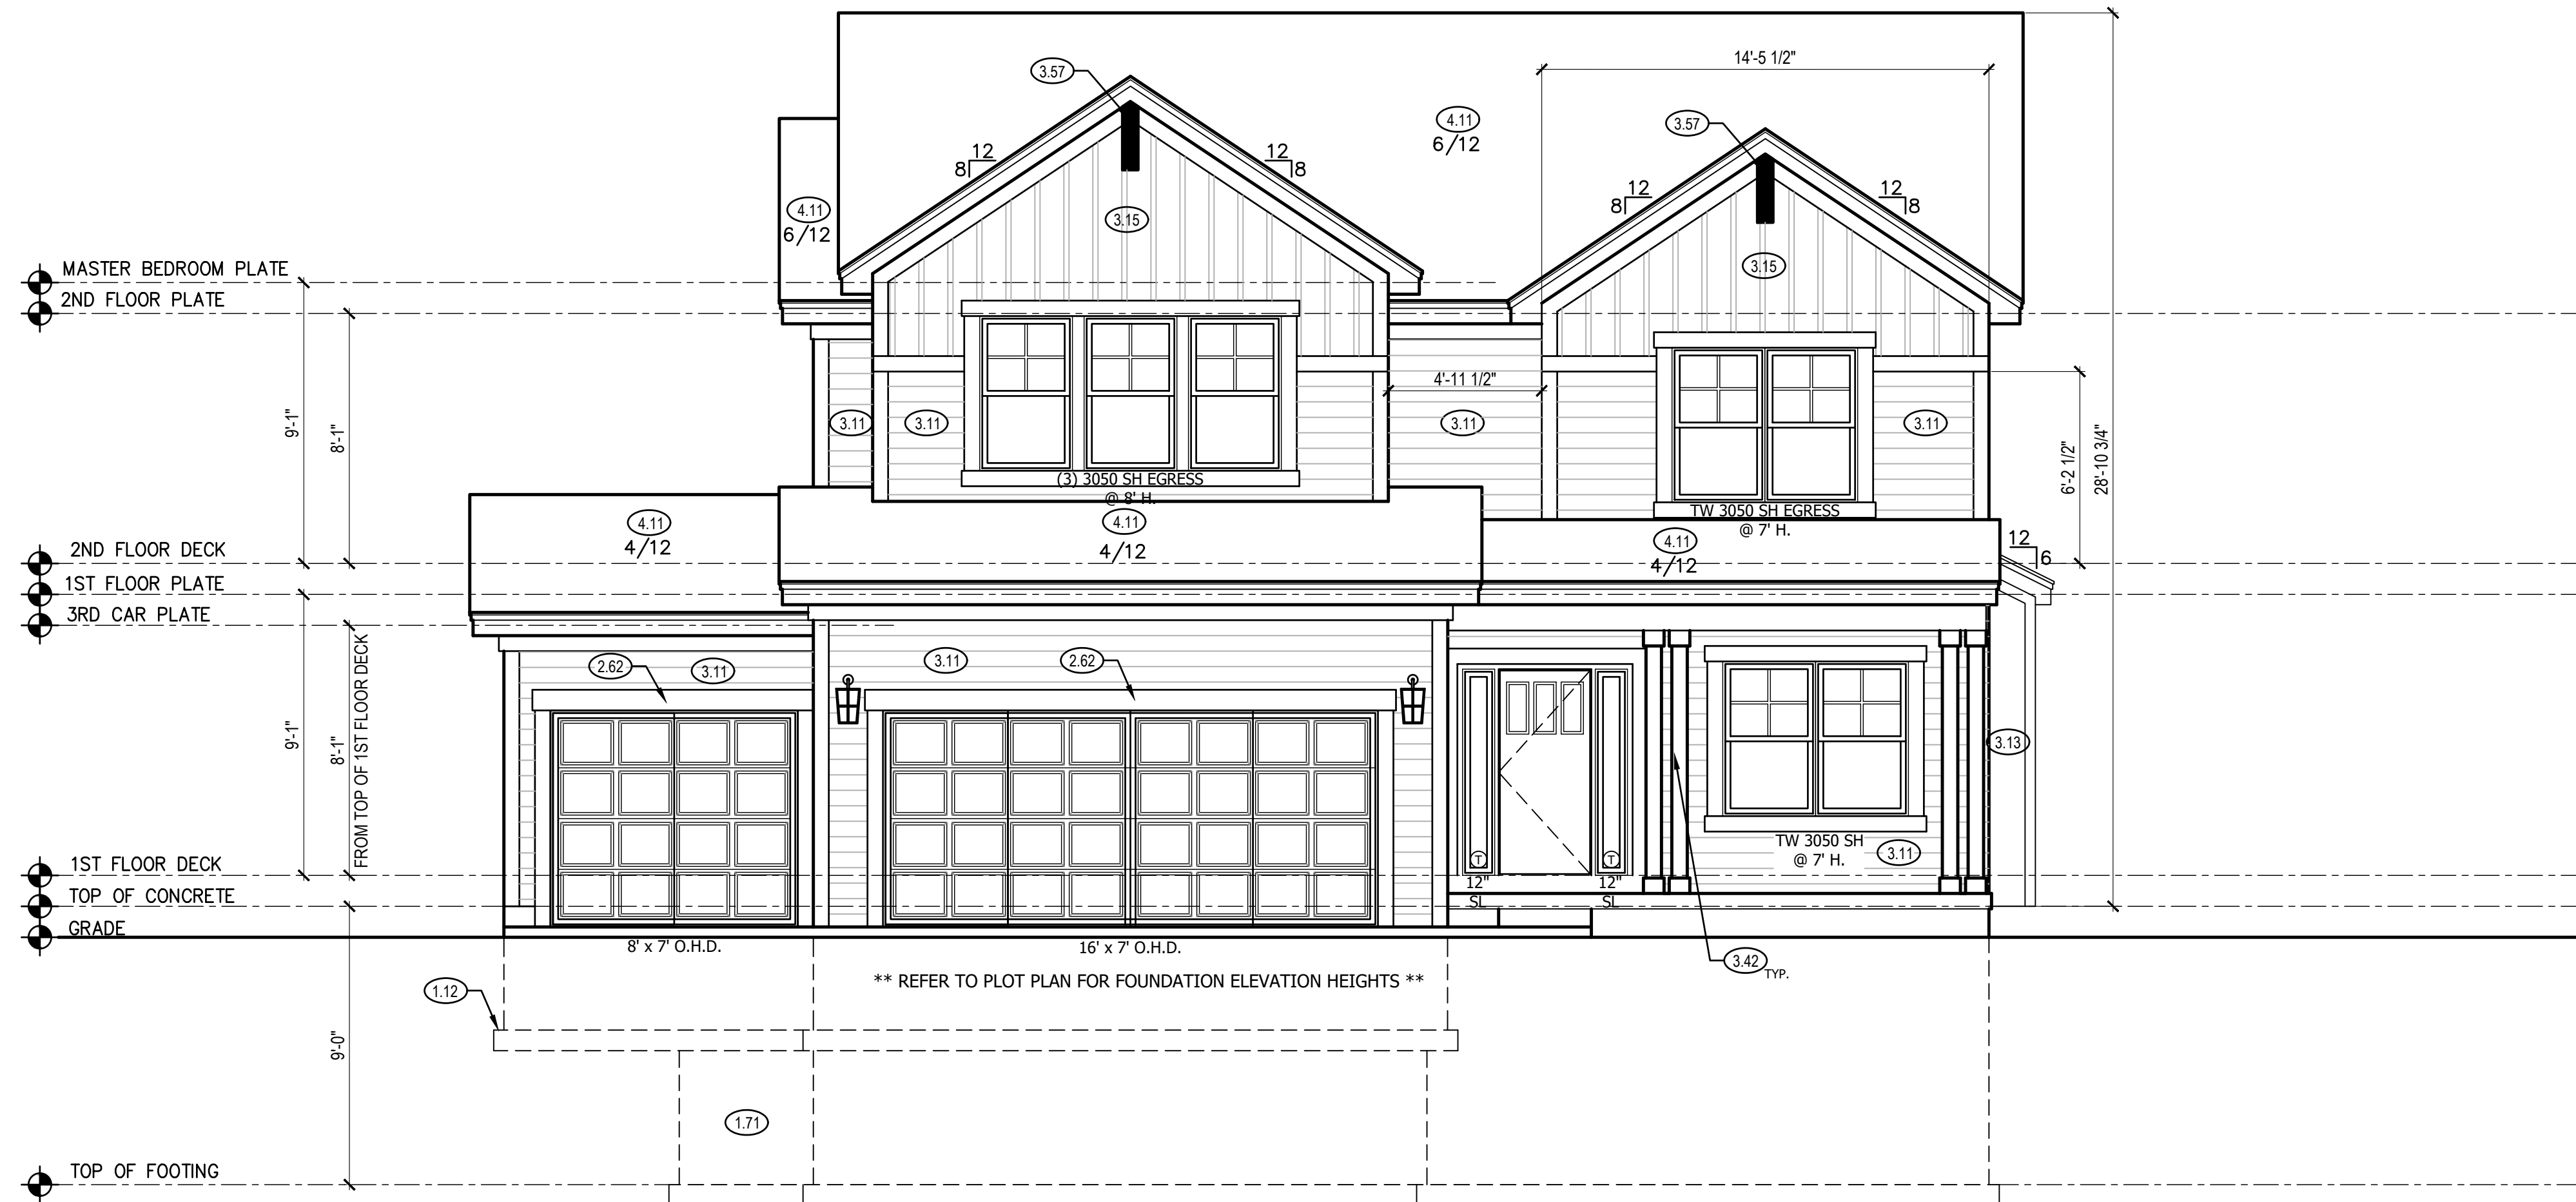 14'-5 1/2"
3.57
4.11
6/12
3.57
12
8
12
8
12
8
12
8
4.11
6/12
3.15
3.15
MASTER BEDROOM PLATE
2ND FLOOR PLATE
4'-11 1/2"
9'-1"
8'-1"
3.11
3.11
3.11
3.11
6'-2 1/2"
28'-10 3/4"
(3) 3050 SH EGRESS
@ 8' H.
TW 3050 SH EGRESS
@ 7' H.
4.11
4/12
4.11
4/12
4.11
4/12
12
6
2ND FLOOR DECK
1ST FLOOR PLATE
3RD CAR PLATE
2.62
3.11
3.11
2.62
9'-1"
8'-1"
FROM TOP OF 1ST FLOOR DECK
3.13
TW 3050 SH
@ 7' H.
3.11
T
T
1ST FLOOR DECK
12"
SL
12"
SL
TOP OF CONCRETE
GRADE
8' x 7' O.H.D.
16' x 7' O.H.D.
3.42
TYP.
** REFER TO PLOT PLAN FOR FOUNDATION ELEVATION HEIGHTS **
1.12
9'-0"
1.71
TOP OF FOOTING